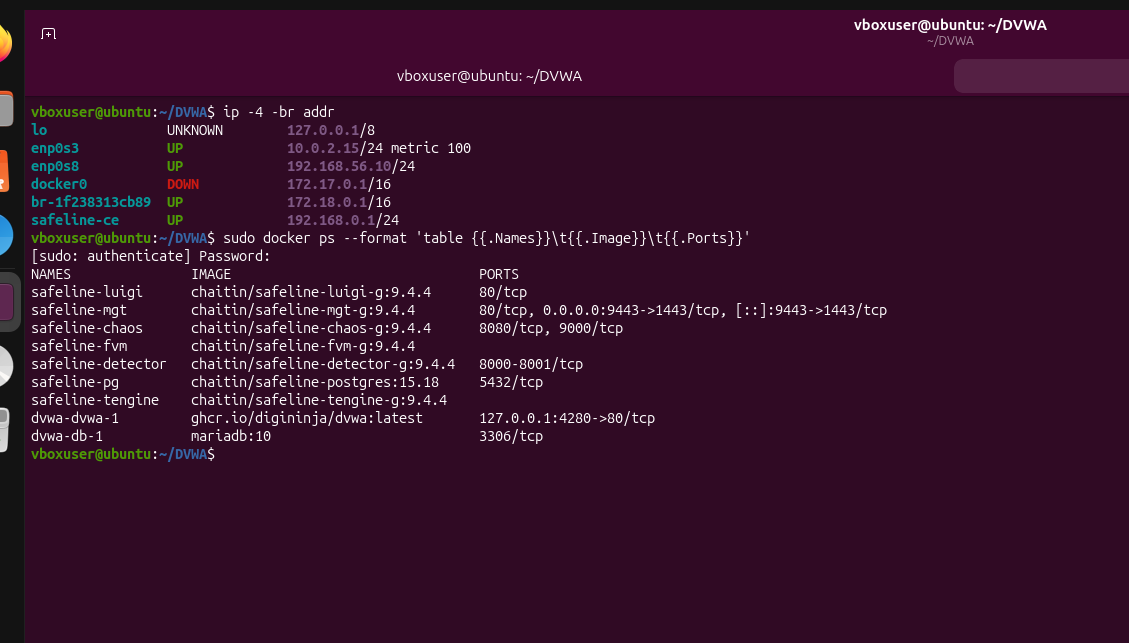 vboxuser@ubuntu: ~/DVWA
~/DVWA
vboxuser@ubuntu: ~/DVWA
vboxuser@ubuntu:~/DVWA$ ip -4 -br addr
lo UNKNOWN 127.0.0.1/8
enp0s3 UP 10.0.2.15/24 metric 100
enp0s8 UP 192.168.56.10/24
docker0 DOWN 172.17.0.1/16
br-1f238313cb89 UP 172.18.0.1/16
safeline-ce UP 192.168.0.1/24
vboxuser@ubuntu:~/DVWA$ sudo docker ps --format 'table {{.Names}}\t{{.Image}}\t{{.Ports}}'
[sudo: authenticate] Password:
NAMES IMAGE PORTS
safeline-luigi chaitin/safeline-luigi-g:9.4.4 80/tcp
safeline-mgt chaitin/safeline-mgt-g:9.4.4 80/tcp, 0.0.0.0:9443->1443/tcp, [::]:9443->1443/tcp
safeline-chaos chaitin/safeline-chaos-g:9.4.4 8080/tcp, 9000/tcp
safeline-fvm chaitin/safeline-fvm-g:9.4.4
safeline-detector chaitin/safeline-detector-g:9.4.4 8000-8001/tcp
safeline-pg chaitin/safeline-postgres:15.18 5432/tcp
safeline-tengine chaitin/safeline-tengine-g:9.4.4
dvwa-dvwa-1 ghcr.io/digininja/dvwa:latest 127.0.0.1:4280->80/tcp
dvwa-db-1 mariadb:10 3306/tcp
vboxuser@ubuntu:~/DVWA$